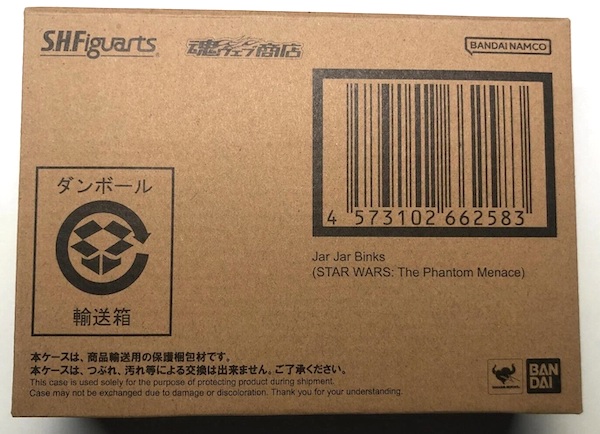 S.H.Figuarts
魂ウェブ商店
BANDAI NAMCO
4 573102 662583
Jar Jar Binks
(STAR WARS: The Phantom Menace)
ダンボール
輸送箱
本ケースは、商品輸送用の保護梱包材です。
本ケースは、つぶれ、汚れ等による交換は出来ません。ご了承ください。
This case is used solely for the purpose of protecting product during shipment.
Case may not be exchanged due to damage or discoloration. Thank you for your understanding.
BAN
DAI